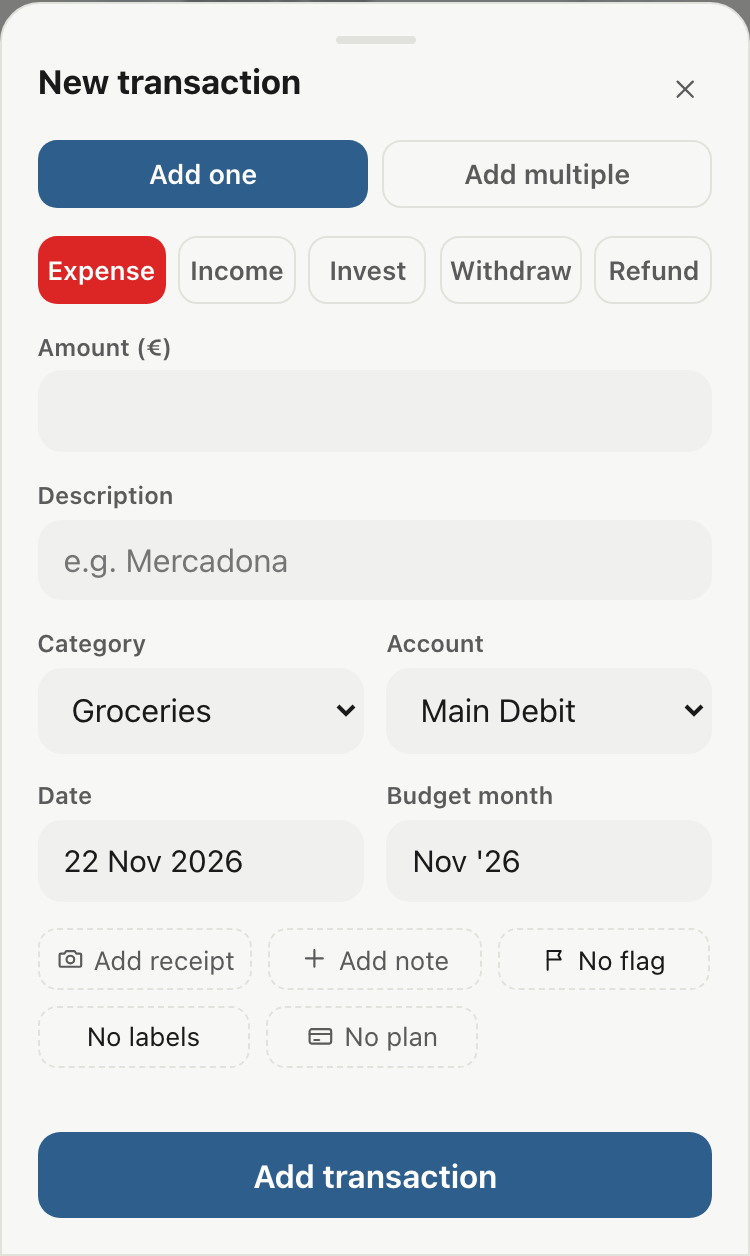 New transaction
Add one Add multiple
Expense Income Invest Withdraw Refund
Amount (€)
Description
e.g. Mercadona
Category Account
Groceries Main Debit
Date Budget month
22 Nov 2026 Nov '26
Add receipt + Add note No flag
No labels No plan
Add transaction